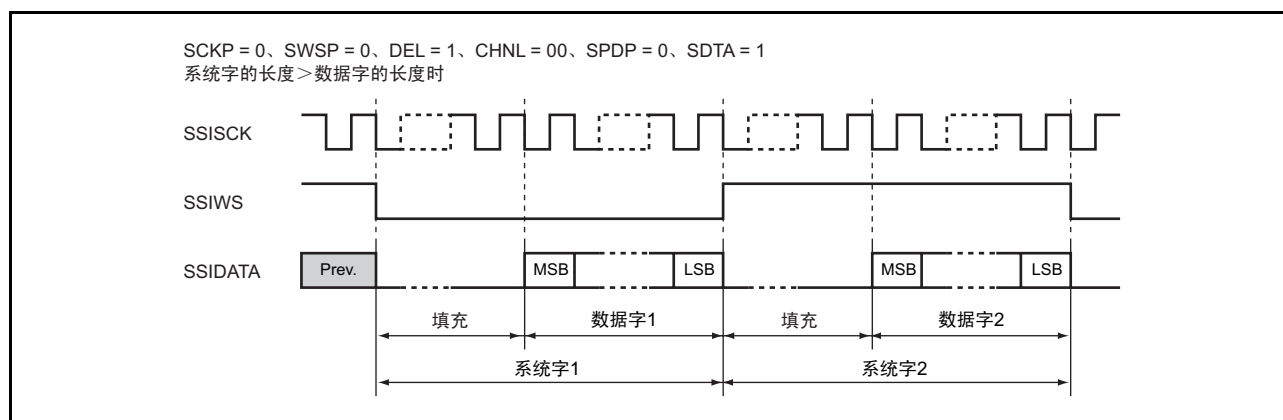 SCKP = 0、SWSP = 0、DEL = 1、CHNL = 00、SPDP = 0、SDTA = 1
系统字的长度＞数据字的长度时
SSISCK
SSIWS
SSIDATA Prev. MSB LSB MSB LSB
填充 数据字1 填充 数据字2
系统字1 系统字2